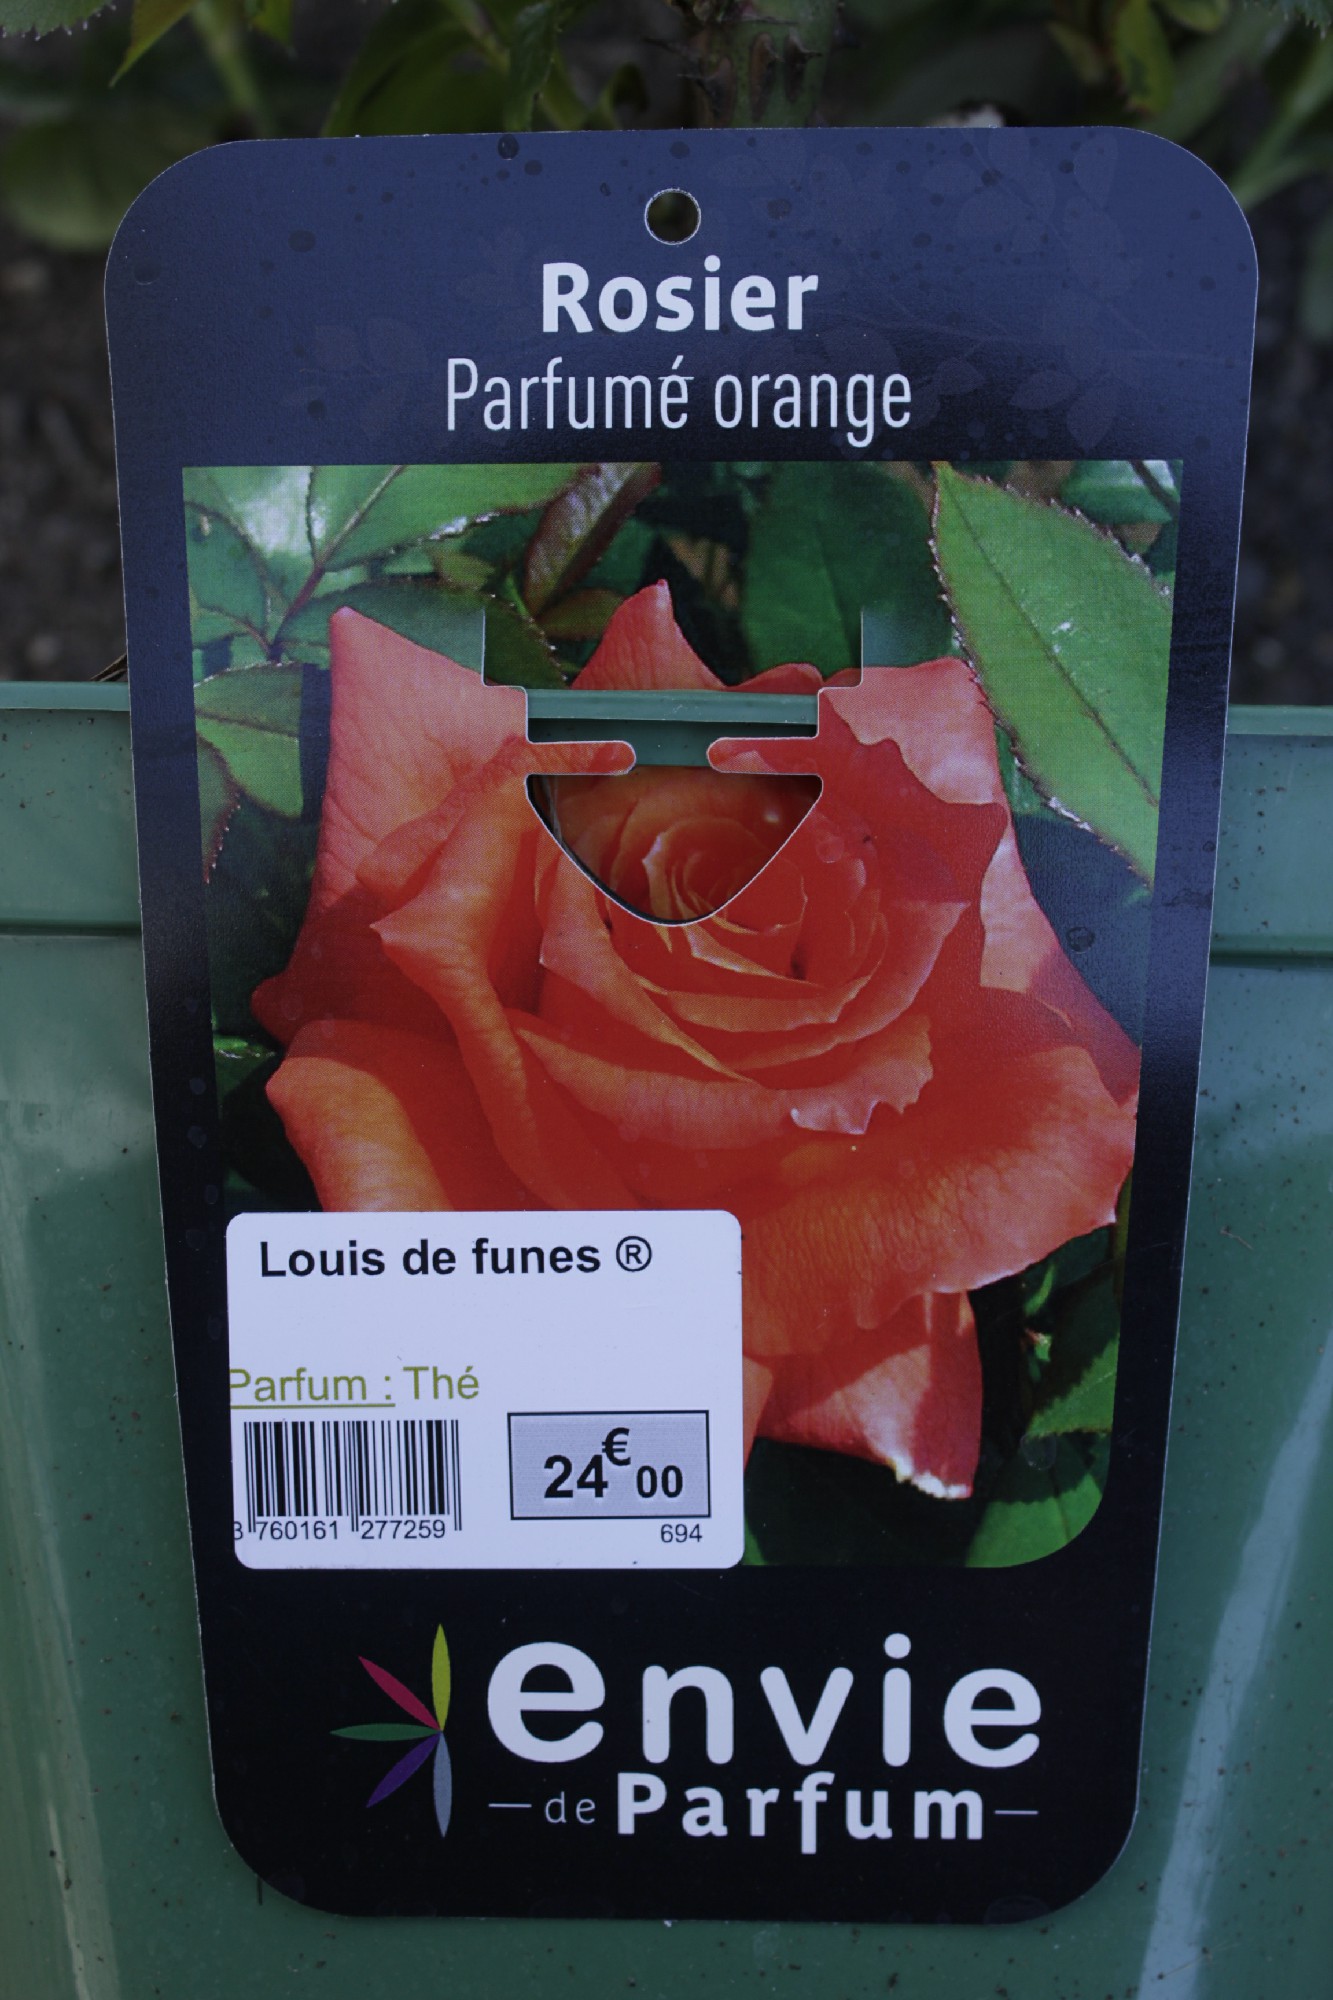 Rosier
Parfumé orange
Louis de funes ®
Parfum : Thé
24€00
3 760161 277259
694
envie
de Parfum